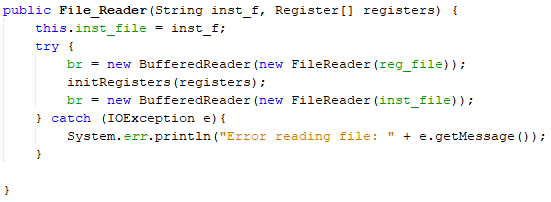 public File_Reader(String inst_f, Register[] registers) {
    this.inst_file = inst_f;
    try {
        br = new BufferedReader(new FileReader(reg_file));
        initRegisters(registers);
        br = new BufferedReader(new FileReader(inst_file));
    } catch (IOException e){
        System.err.println("Error reading file: " + e.getMessage());
    }
}